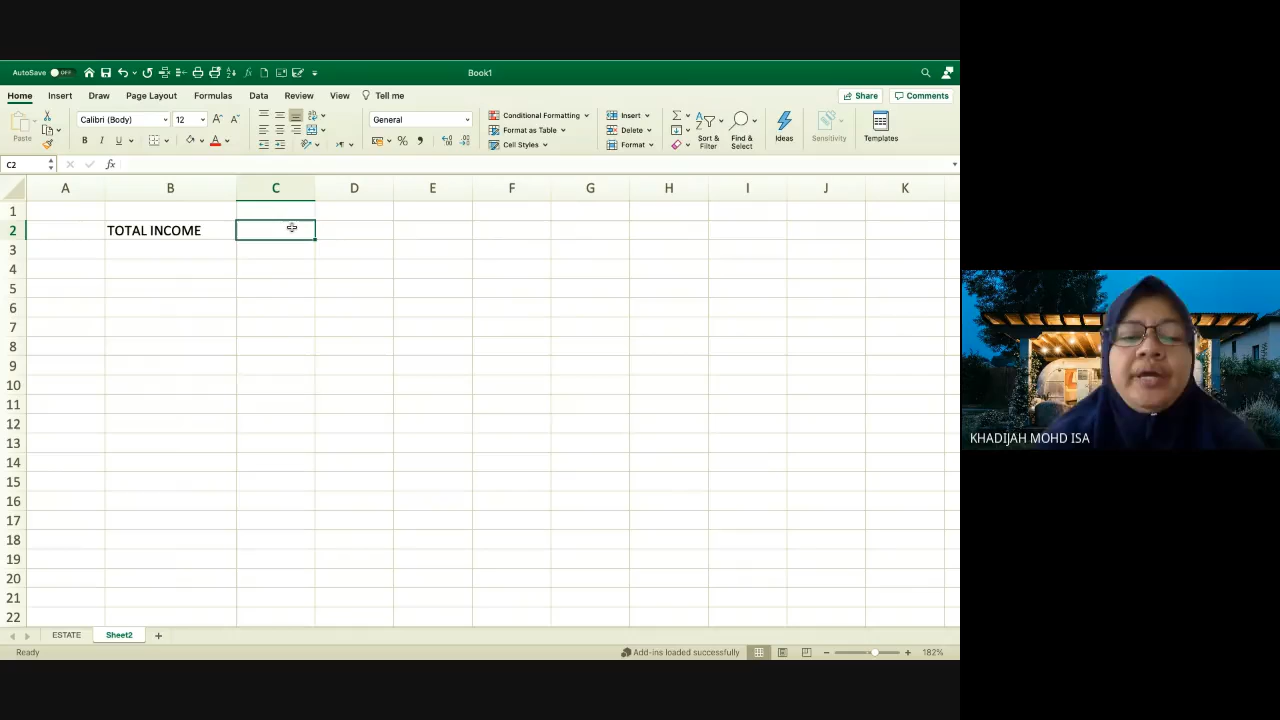 AutoSave OFF Book1
Home Insert Draw Page Layout Formulas Data Review View Tell me Share Comments
Paste Calibri (Body) 12 A A General Conditional Formatting Insert
B I U A % Format as Table Delete Sort & Filter Find & Select Ideas Sensitivity Templates
Cell Styles Format
C2 fx
A B C D E F G H I J K
1
2 TOTAL INCOME
3
4
5
6
7
8
9
10
11
12
13
14
15
16
17
18
19
20
21
22
ESTATE Sheet2 +
Ready Add-ins loaded successfully 182%
KHADIJAH MOHD ISA